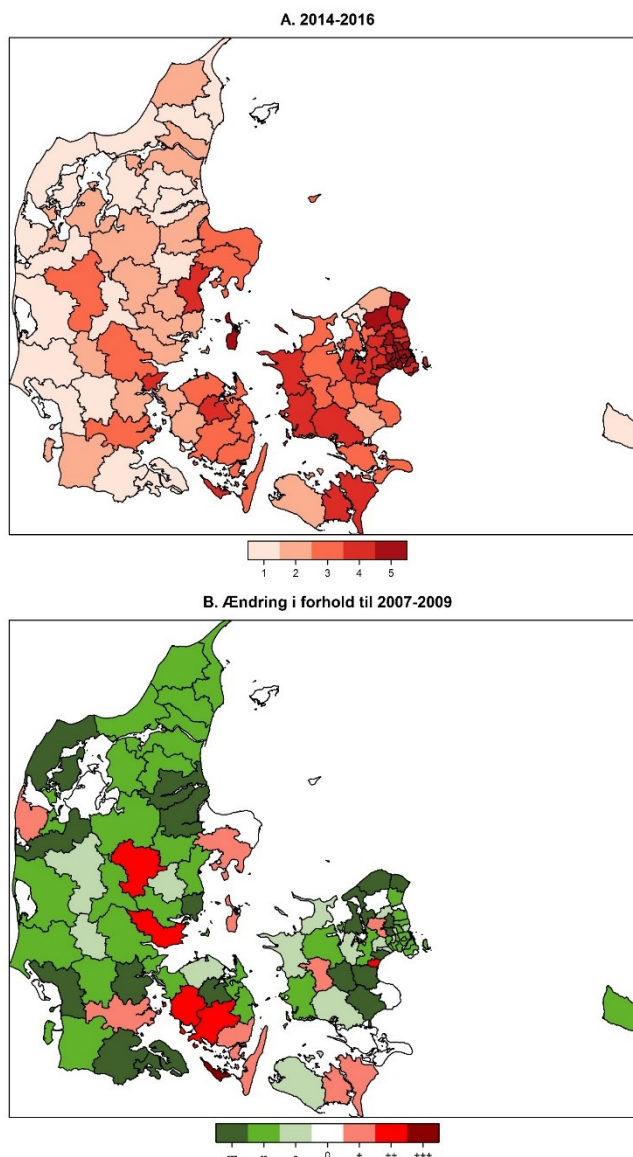 A. 2014-2016
1 2 3 4 5
B. Ændring i forhold til 2007-2009
--- -- - 0 + ++ +++